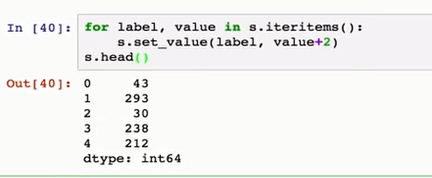 In [40]: for label, value in s.iteritems():
s.set_value(label, value+2)
s.head()
Out[40]: 0 43
1 293
2 30
3 238
4 212
dtype: int64